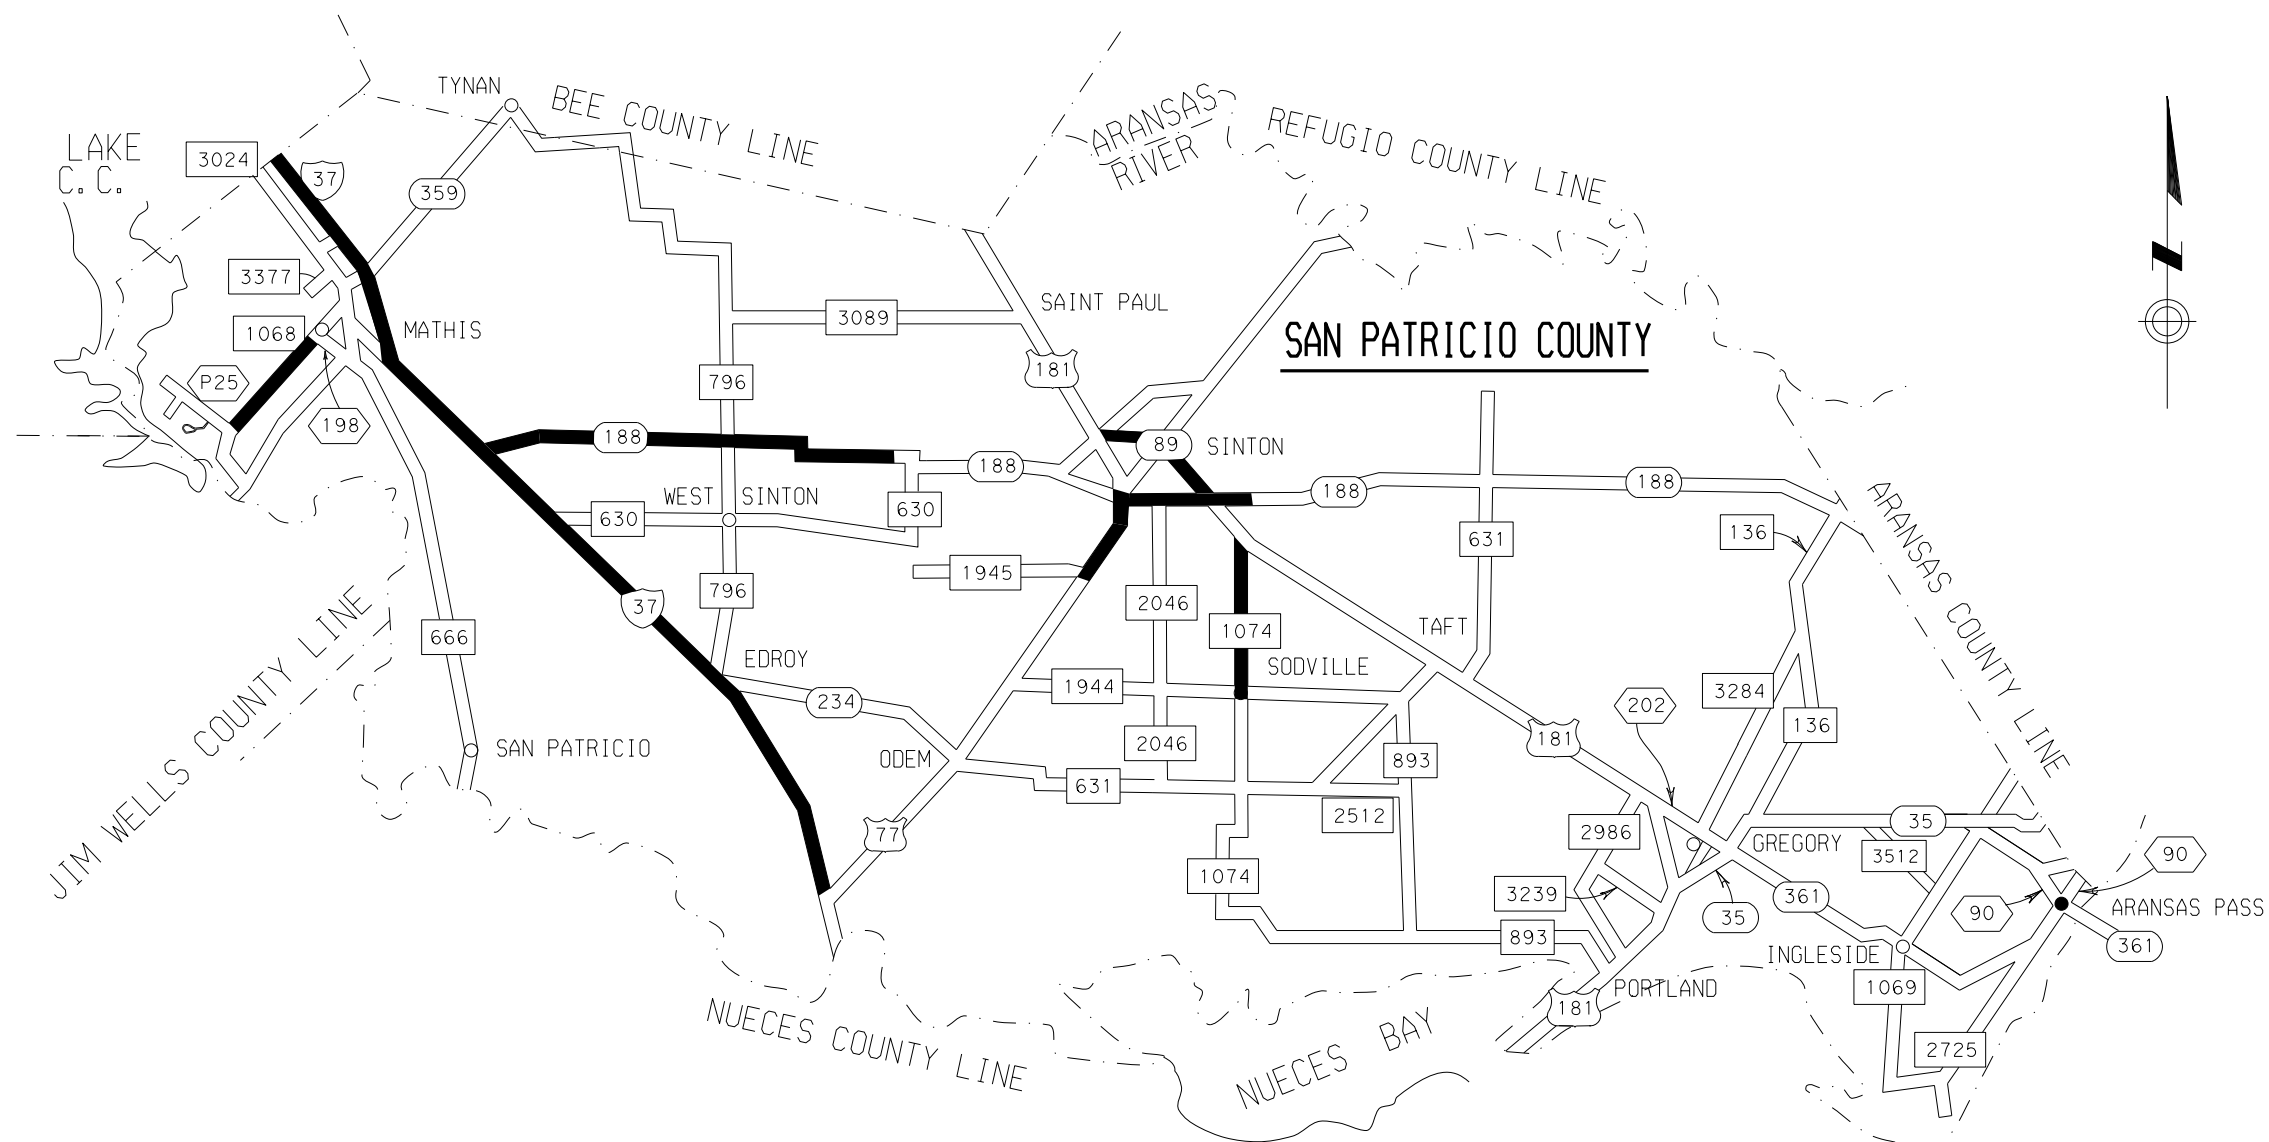 TYNAN
BEE COUNTY LINE
ARANSAS
RIVER
REFUGIO COUNTY LINE
LAKE
C.C.
3024
37
359
3377
1068
MATHIS
P25
198
3089
SAINT PAUL
181
SAN PATRICIO COUNTY
N
796
188
188
89
SINTON
188
188
WEST SINTON
630
630
136
631
ARANSAS COUNTY LINE
1945
796
37
2046
1074
TAFT
666
EDROY
SODVILLE
1944
3284
202
234
136
JIM WELLS COUNTY LINE
SAN PATRICIO
ODEM
2046
181
893
631
77
2512
2986
35
GREGORY
3512
90
1074
3239
361
35
90
ARANSAS PASS
893
361
INGLESIDE
1069
PORTLAND
181
NUECES COUNTY LINE
NUECES BAY
2725